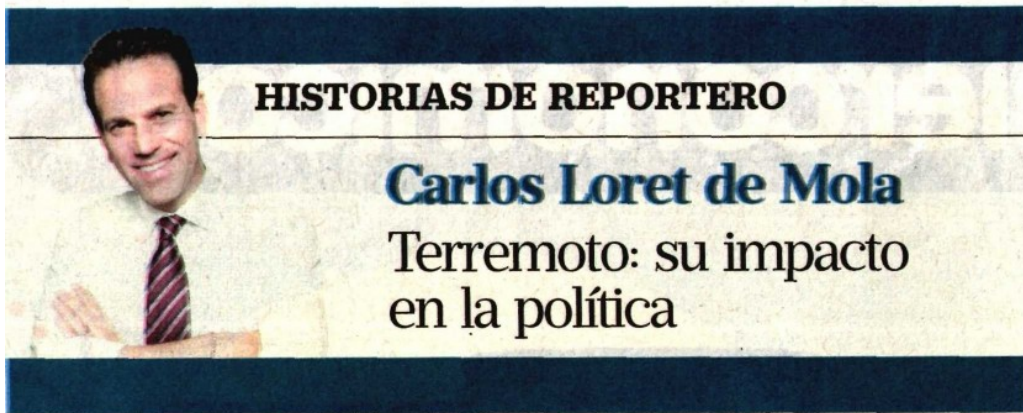 HISTORIAS DE REPORTERO
Carlos Loret de Mola
Terremoto: su impacto
en la política